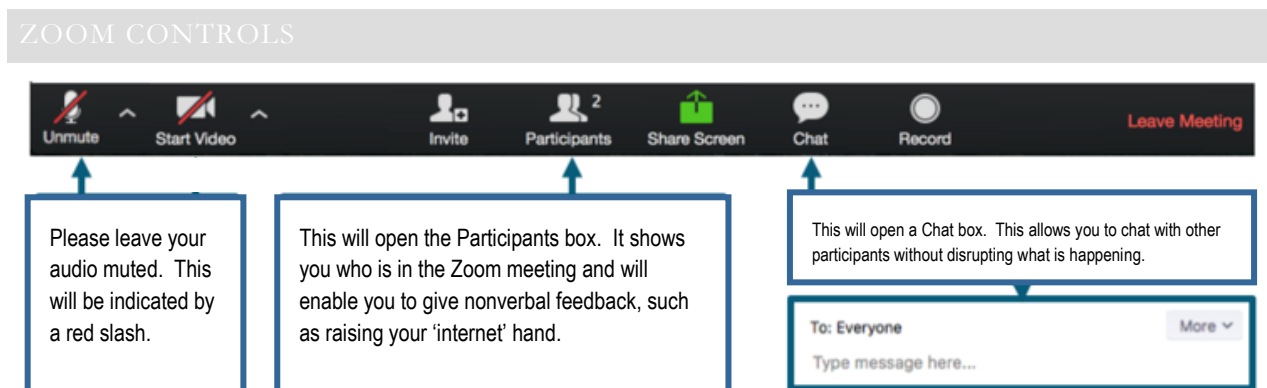 ZOOM CONTROLS
Unmute
Start Video
Invite
Participants
2
Share Screen
Chat
Record
Leave Meeting
Please leave your
audio muted. This
will be indicated by
a red slash.
This will open the Participants box. It shows
you who is in the Zoom meeting and will
enable you to give nonverbal feedback, such
as raising your ‘internet’ hand.
This will open a Chat box. This allows you to chat with other
participants without disrupting what is happening.
To: Everyone
More
Type message here...